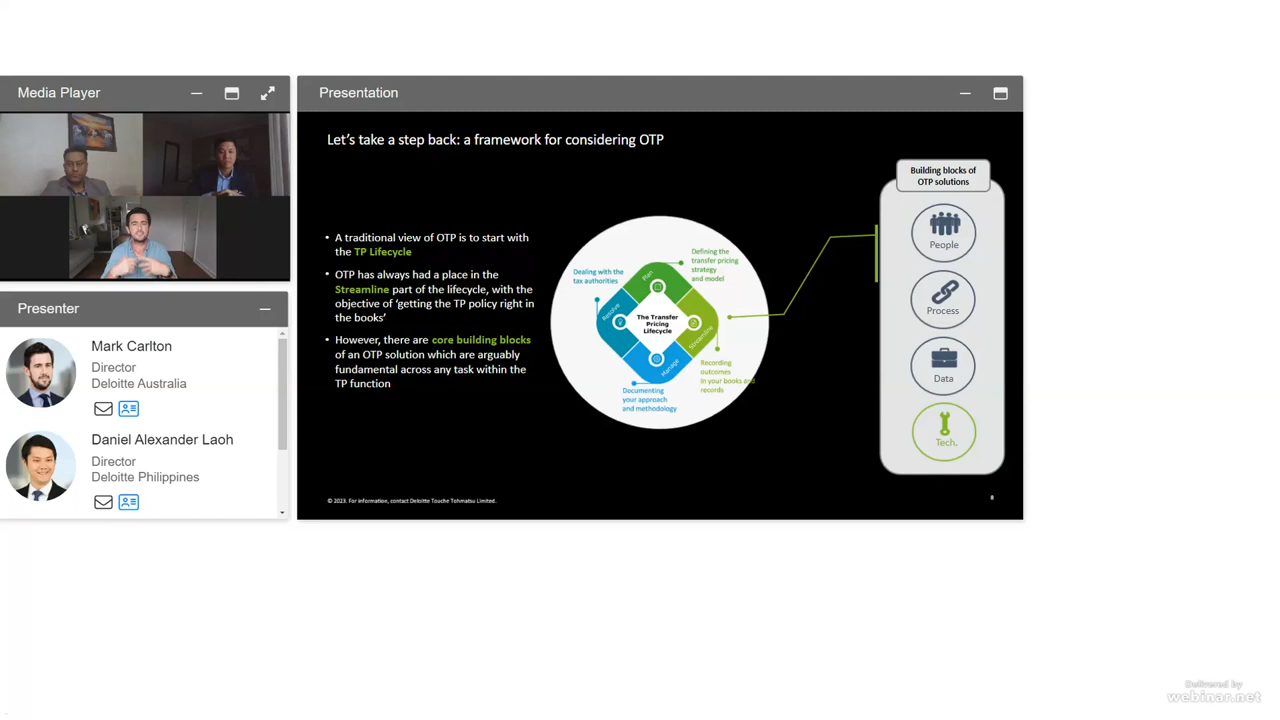 Media Player
Presentation
Let's take a step back: a framework for considering OTP
Building blocks of
OTP solutions
People
Process
Data
Tech.
• A traditional view of OTP is to start with
the TP Lifecycle
• OTP has always had a place in the
Streamline part of the lifecycle, with the
objective of 'getting the TP policy right in
the books'
• However, there are core building blocks
of an OTP solution which are arguably
fundamental across any task within the
TP function
Dealing with the
tax authorities
Defining the
transfer pricing
strategy
and model
Plan
Resolve
Streamline
Manage
The Transfer
Pricing
Lifecycle
Recording
outcomes
in your books and
records
Documenting
your approach
and methodology
© 2023. For information, contact Deloitte Touche Tohmatsu Limited.
8
Presenter
Mark Carlton
Director
Deloitte Australia
Daniel Alexander Laoh
Director
Deloitte Philippines
Delivered by
webinar.net